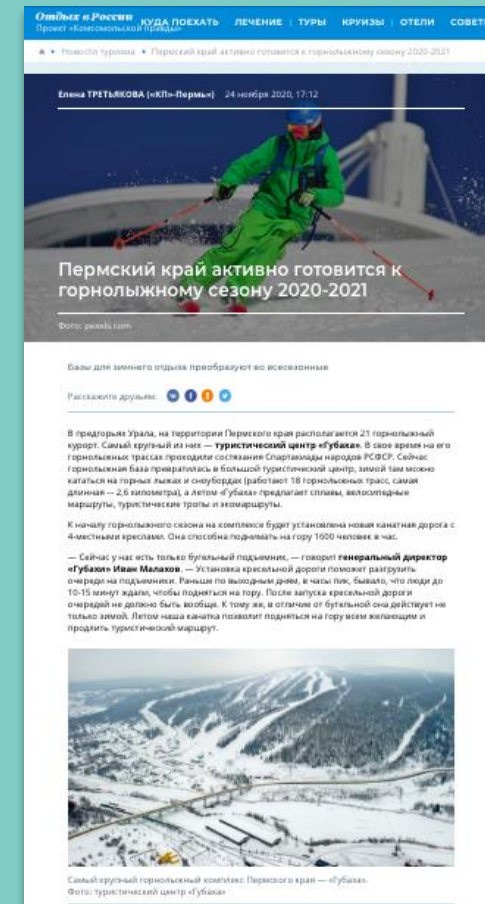 Отдых в России
Проект «Комсомольской правды»
КУДА ПОЕХАТЬ ЛЕЧЕНИЕ | ТУРЫ КРУИЗЫ | ОТЕЛИ СОВЕТ
Новости туризма • Пермский край активно готовится к горнолыжному сезону 2020-2021
Елена ТРЕТЬЯКОВА («КП»-Пермь») 24 ноября 2020, 17:12
Пермский край активно готовится к
горнолыжному сезону 2020-2021
Фото: pexels.com
Базы для зимнего отдыха преобразуют во всесезонные
Расскажите друзьям:
В предгорьях Урала, на территории Пермского края располагается 21 горнолыжный
курорт. Самый крупный из них — туристический центр «Губаха». В свое время на его
горнолыжных трассах проходили состязания Спартакиады народов РСФСР. Сейчас
горнолыжная база превратилась в большой туристический центр, зимой там можно
кататься на горных лыжах и сноубордах (работают 18 горнолыжных трасс, самая
длинная — 2,6 километра), а летом «Губаха» предлагает сплавы, велосипедные
маршруты, туристические тропы и экомаршруты.
К началу горнолыжного сезона на комплексе будет установлена новая канатная дорога с
4-местными креслами. Она способна поднимать на гору 1600 человек в час.
— Сейчас у нас есть только бугельный подъемник, — говорит генеральный директор
«Губахи» Иван Малахов. — Установка кресельной дороги поможет разгрузить
очереди на подъемники. Раньше по выходным дням, в часы пик, бывало, что люди до
10-15 минут ждали, чтобы подняться на гору. После запуска кресельной дороги
очередей не должно быть вообще. К тому же, в отличие от бугельной она действует не
только зимой. Летом наша канатка позволит подняться на гору всем желающим и
продлить туристический маршрут.
Самый крупный горнолыжный комплекс Пермского края — «Губаха».
Фото: туристический центр «Губаха»